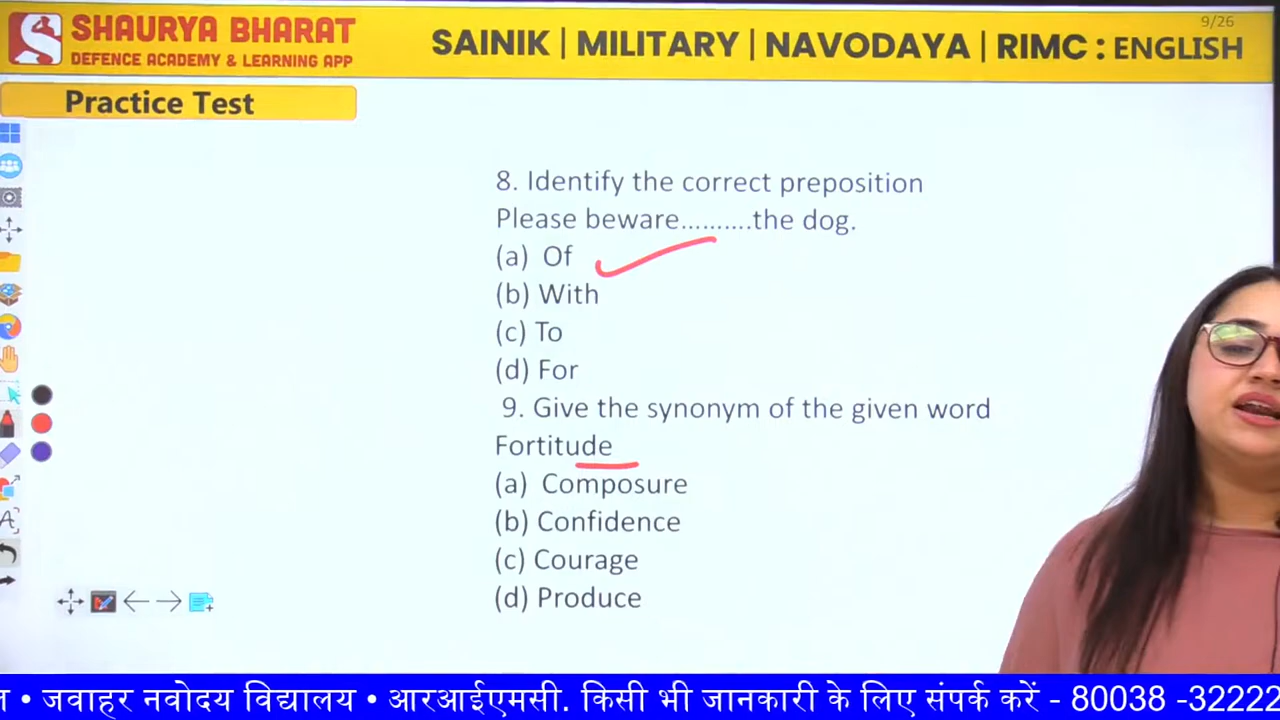 9/26
SHAURYA BHARAT
DEFENCE ACADEMY & LEARNING APP
SAINIK | MILITARY | NAVODAYA | RIMC : ENGLISH
Practice Test
8. Identify the correct preposition
Please beware..........the dog.
(a) Of
(b) With
(c) To
(d) For
9. Give the synonym of the given word
Fortitude
(a) Composure
(b) Confidence
(c) Courage
(d) Produce
• जवाहर नवोदय विद्यालय • आरआईएमसी. किसी भी जानकारी के लिए संपर्क करें - 80038 -32222